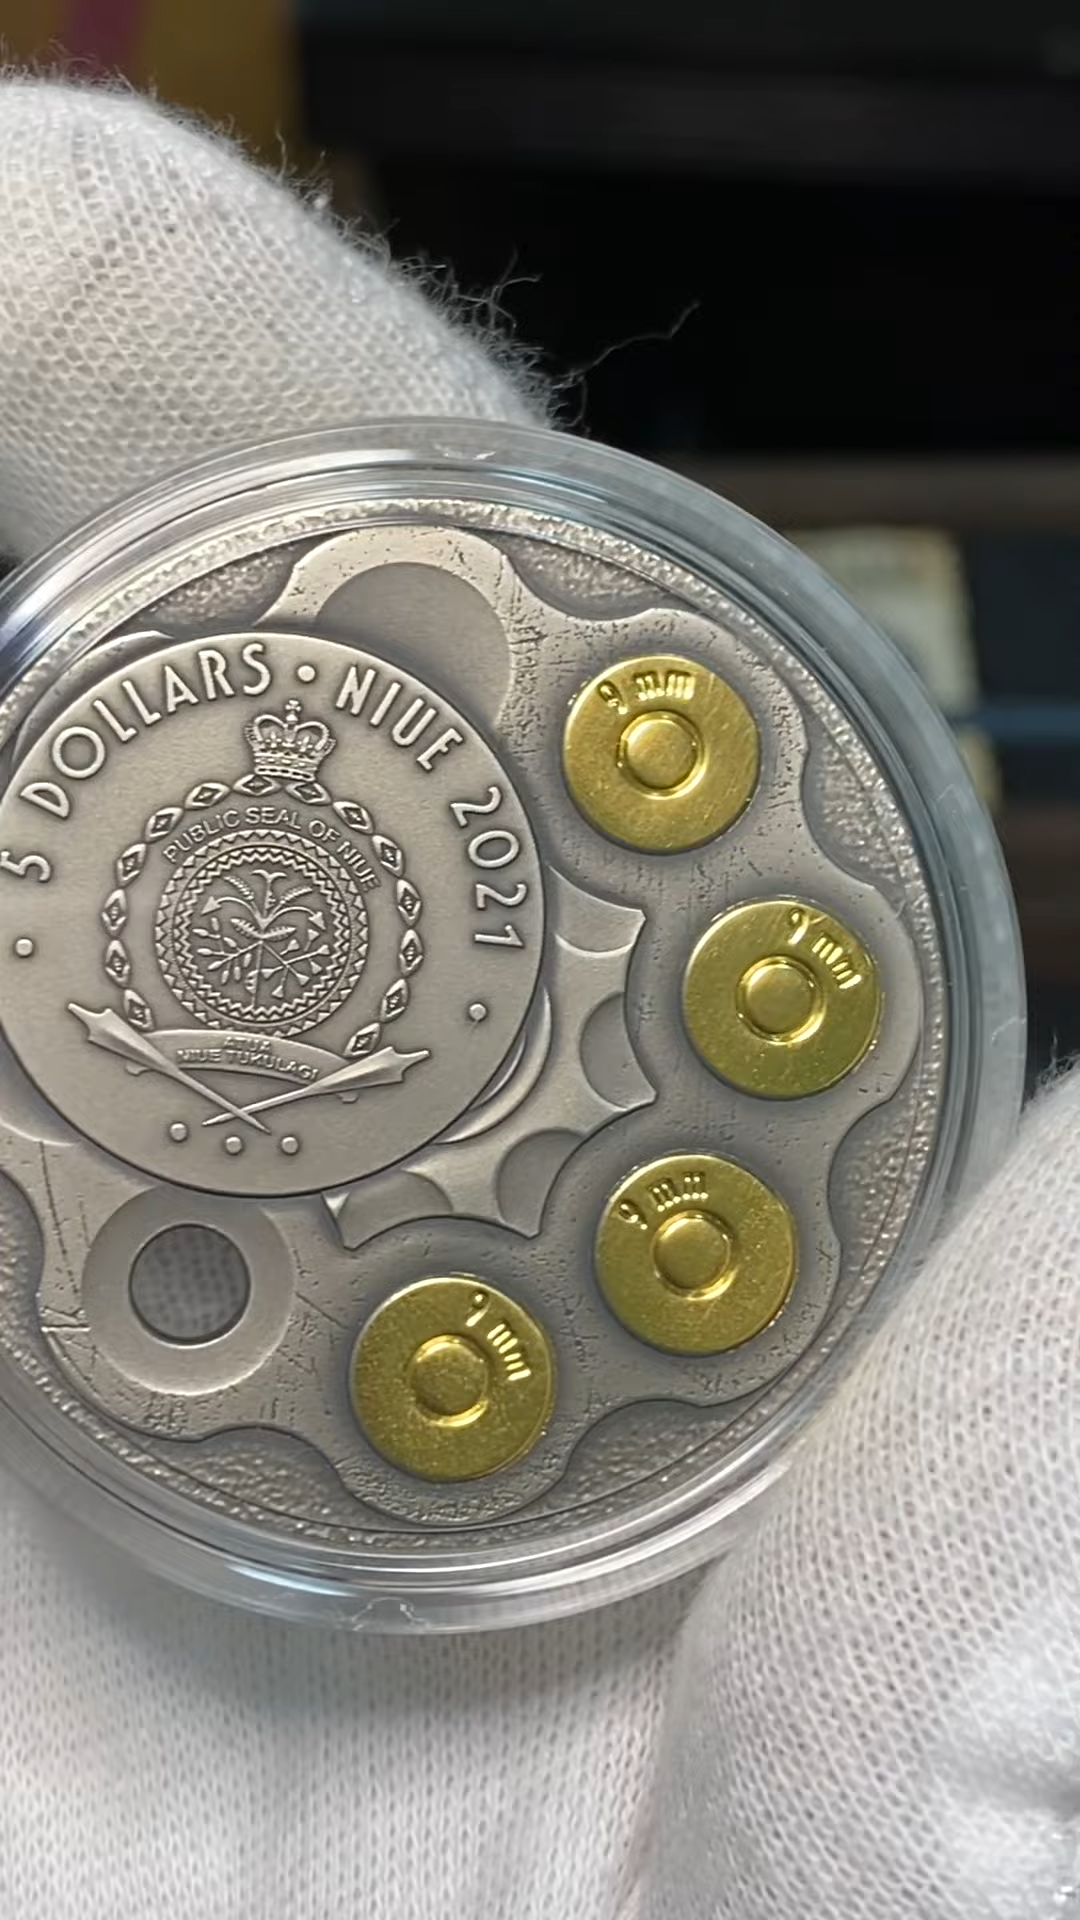 5 DOLLARS • NIUE 2021
PUBLIC SEAL OF NIUE
ATUA
NIUE TUKULAGI
9 mm
9 mm
9 mm
9 mm